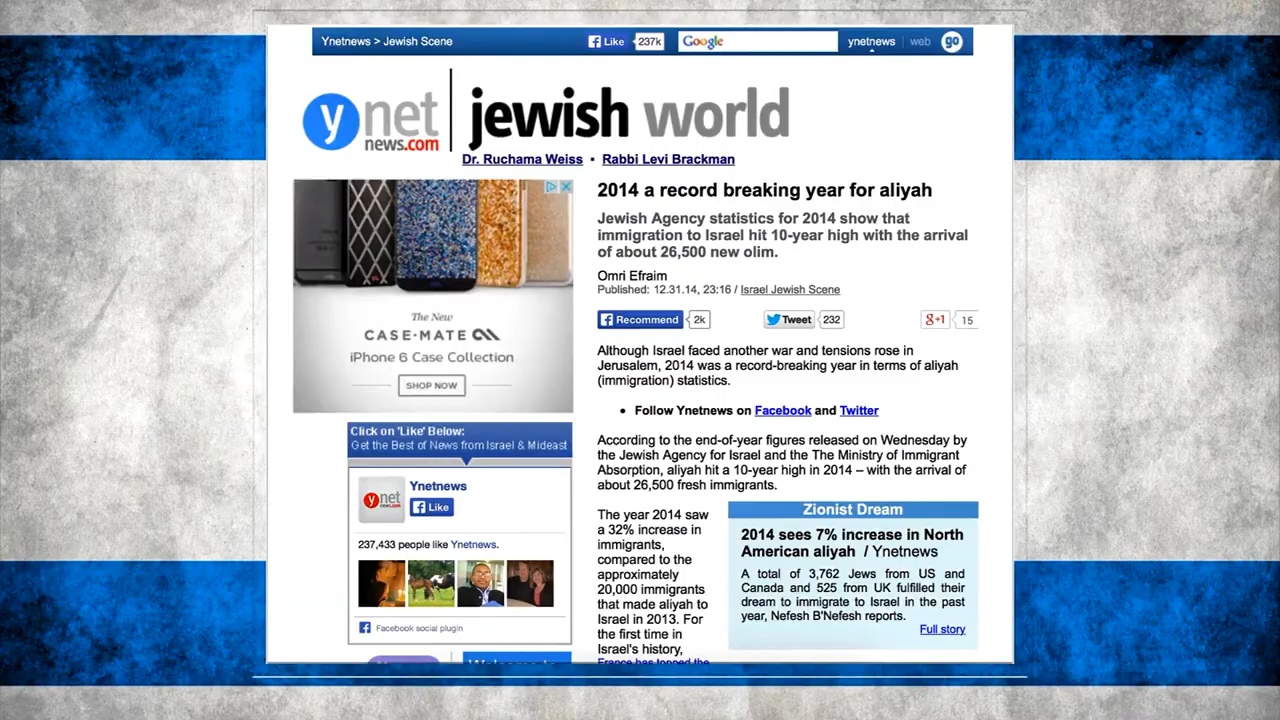 Ynetnews > Jewish Scene
Like 237k
Google
ynetnews | web go
ynet
news.com
jewish world
Dr. Ruchama Weiss • Rabbi Levi Brackman
The New
CASE-MATE
iPhone 6 Case Collection
SHOP NOW
Click on 'Like' Below:
Get the Best of News from Israel & Mideast
ynet
news.com
Ynetnews
Like
237,433 people like Ynetnews.
Facebook social plugin
2014 a record breaking year for aliyah
Jewish Agency statistics for 2014 show that
immigration to Israel hit 10-year high with the arrival
of about 26,500 new olim.
Omri Efraim
Published: 12.31.14, 23:16 / Israel Jewish Scene
Recommend 2k
Tweet 232
g+1 15
Although Israel faced another war and tensions rose in
Jerusalem, 2014 was a record-breaking year in terms of aliyah
(immigration) statistics.
• Follow Ynetnews on Facebook and Twitter
According to the end-of-year figures released on Wednesday by
the Jewish Agency for Israel and the The Ministry of Immigrant
Absorption, aliyah hit a 10-year high in 2014 – with the arrival of
about 26,500 fresh immigrants.
The year 2014 saw
a 32% increase in
immigrants,
compared to the
approximately
20,000 immigrants
that made aliyah to
Israel in 2013. For
the first time in
Israel's history,
France has topped the
Zionist Dream
2014 sees 7% increase in North
American aliyah / Ynetnews
A total of 3,762 Jews from US and
Canada and 525 from UK fulfilled their
dream to immigrate to Israel in the past
year, Nefesh B'Nefesh reports.
Full story